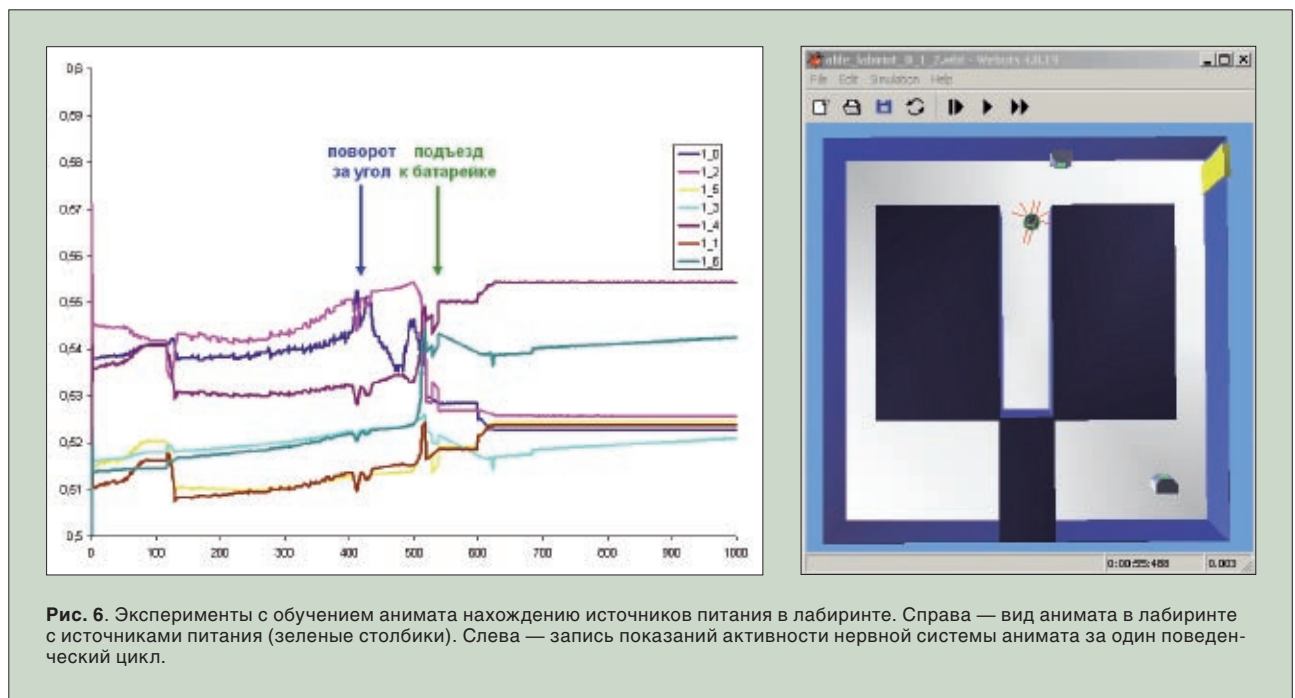 0,6
0,59
0,58
0,57
0,56
0,55
0,54
0,53
0,52
0,51
0,5
0 100 200 300 400 500 600 700 800 900 1000
поворот
за угол
подъезд
к батарейке
1_0
1_2
1_5
1_3
1_4
1_1
1_6
Webots 4.0.19
File Edit Simulation Help
0:00:55:488 0.003
Рис. 6. Эксперименты с обучением анимата нахождению источников питания в лабиринте. Справа — вид анимата в лабиринте
с источниками питания (зеленые столбики). Слева — запись показаний активности нервной системы анимата за один поведен-
ческий цикл.